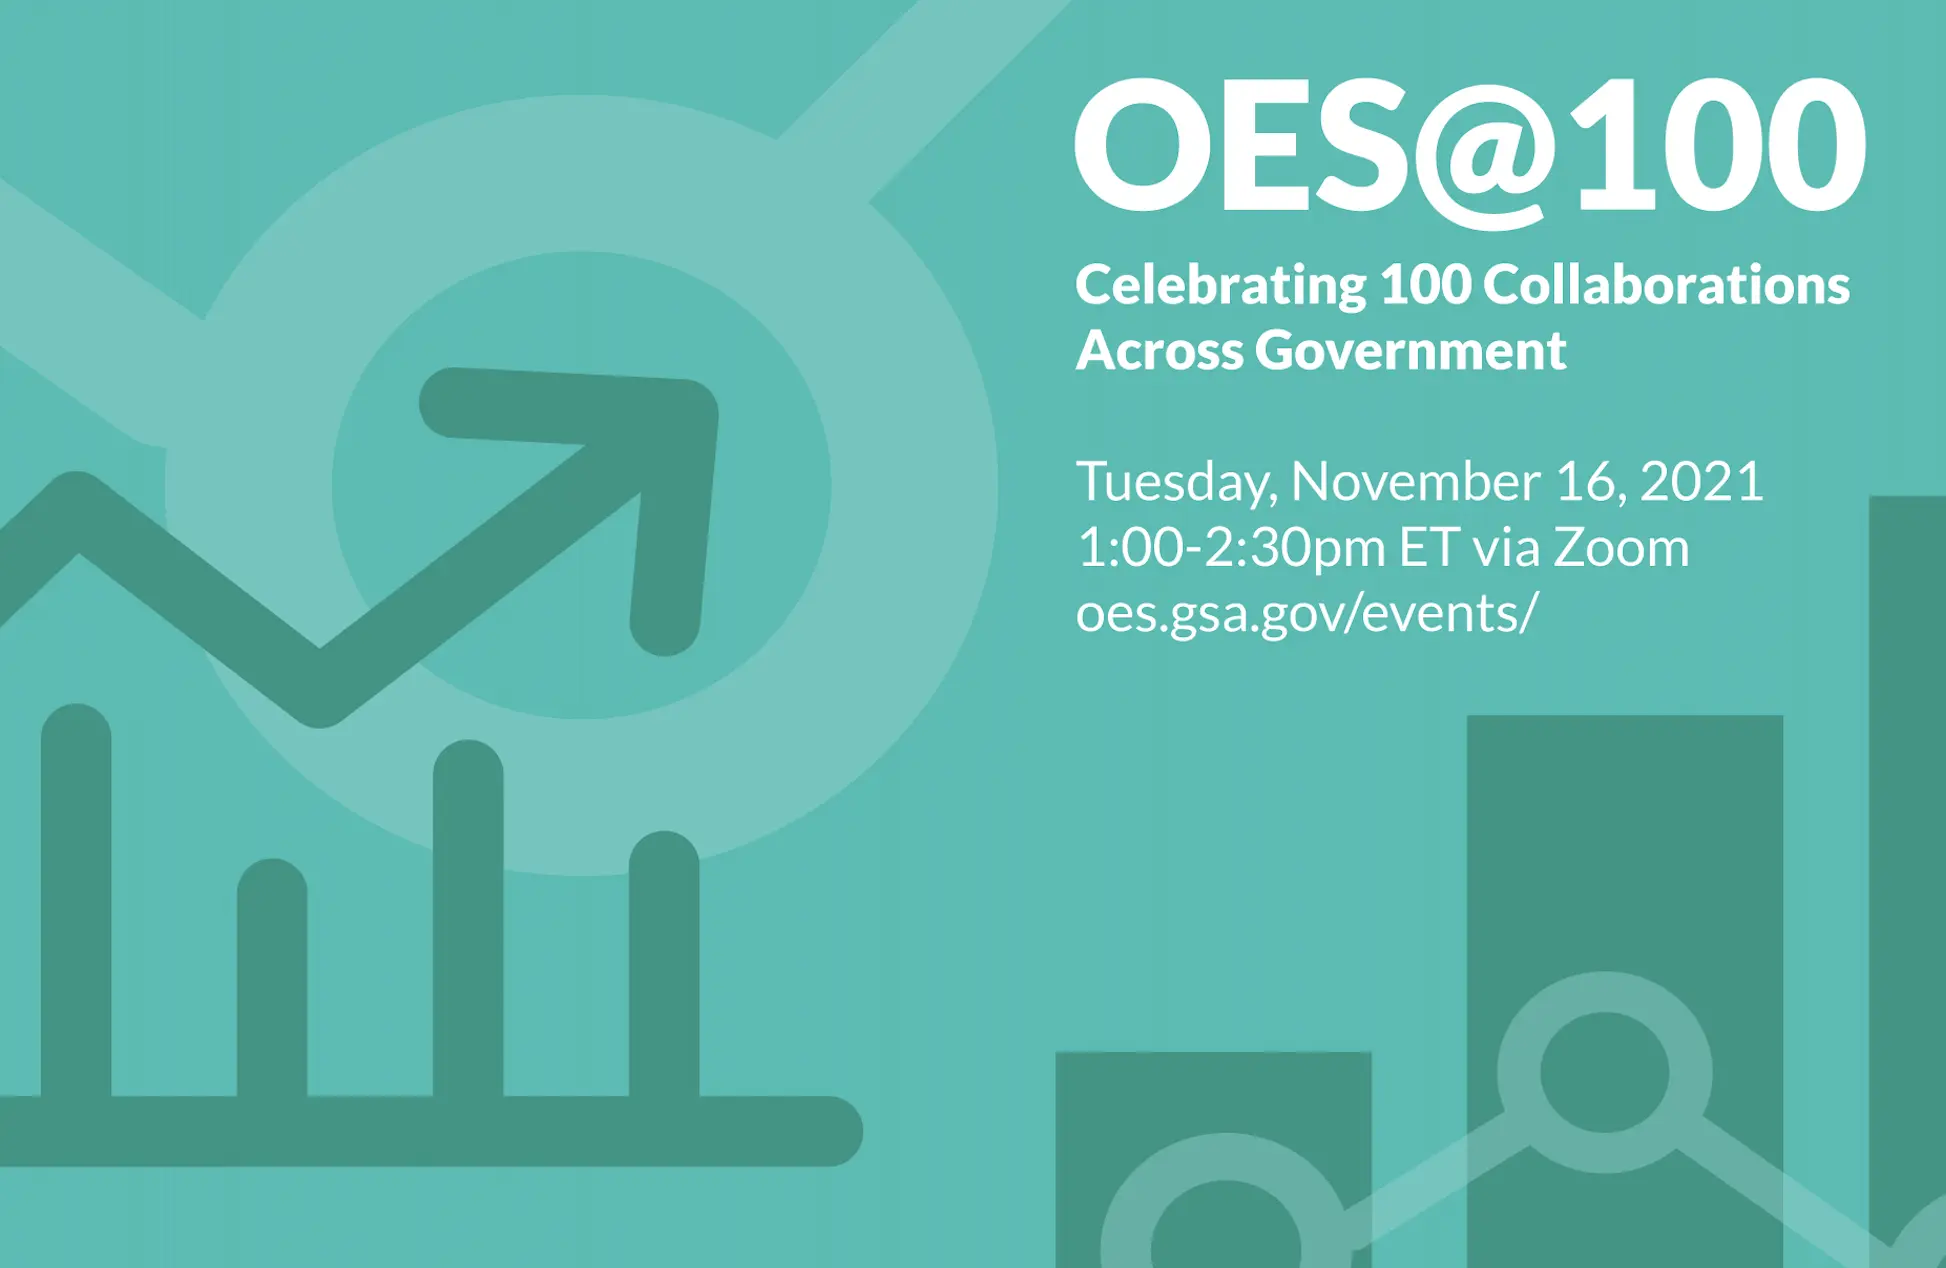 OES@100
Celebrating 100 Collaborations
Across Government
Tuesday, November 16, 2021
1:00-2:30pm ET via Zoom
oes.gsa.gov/events/